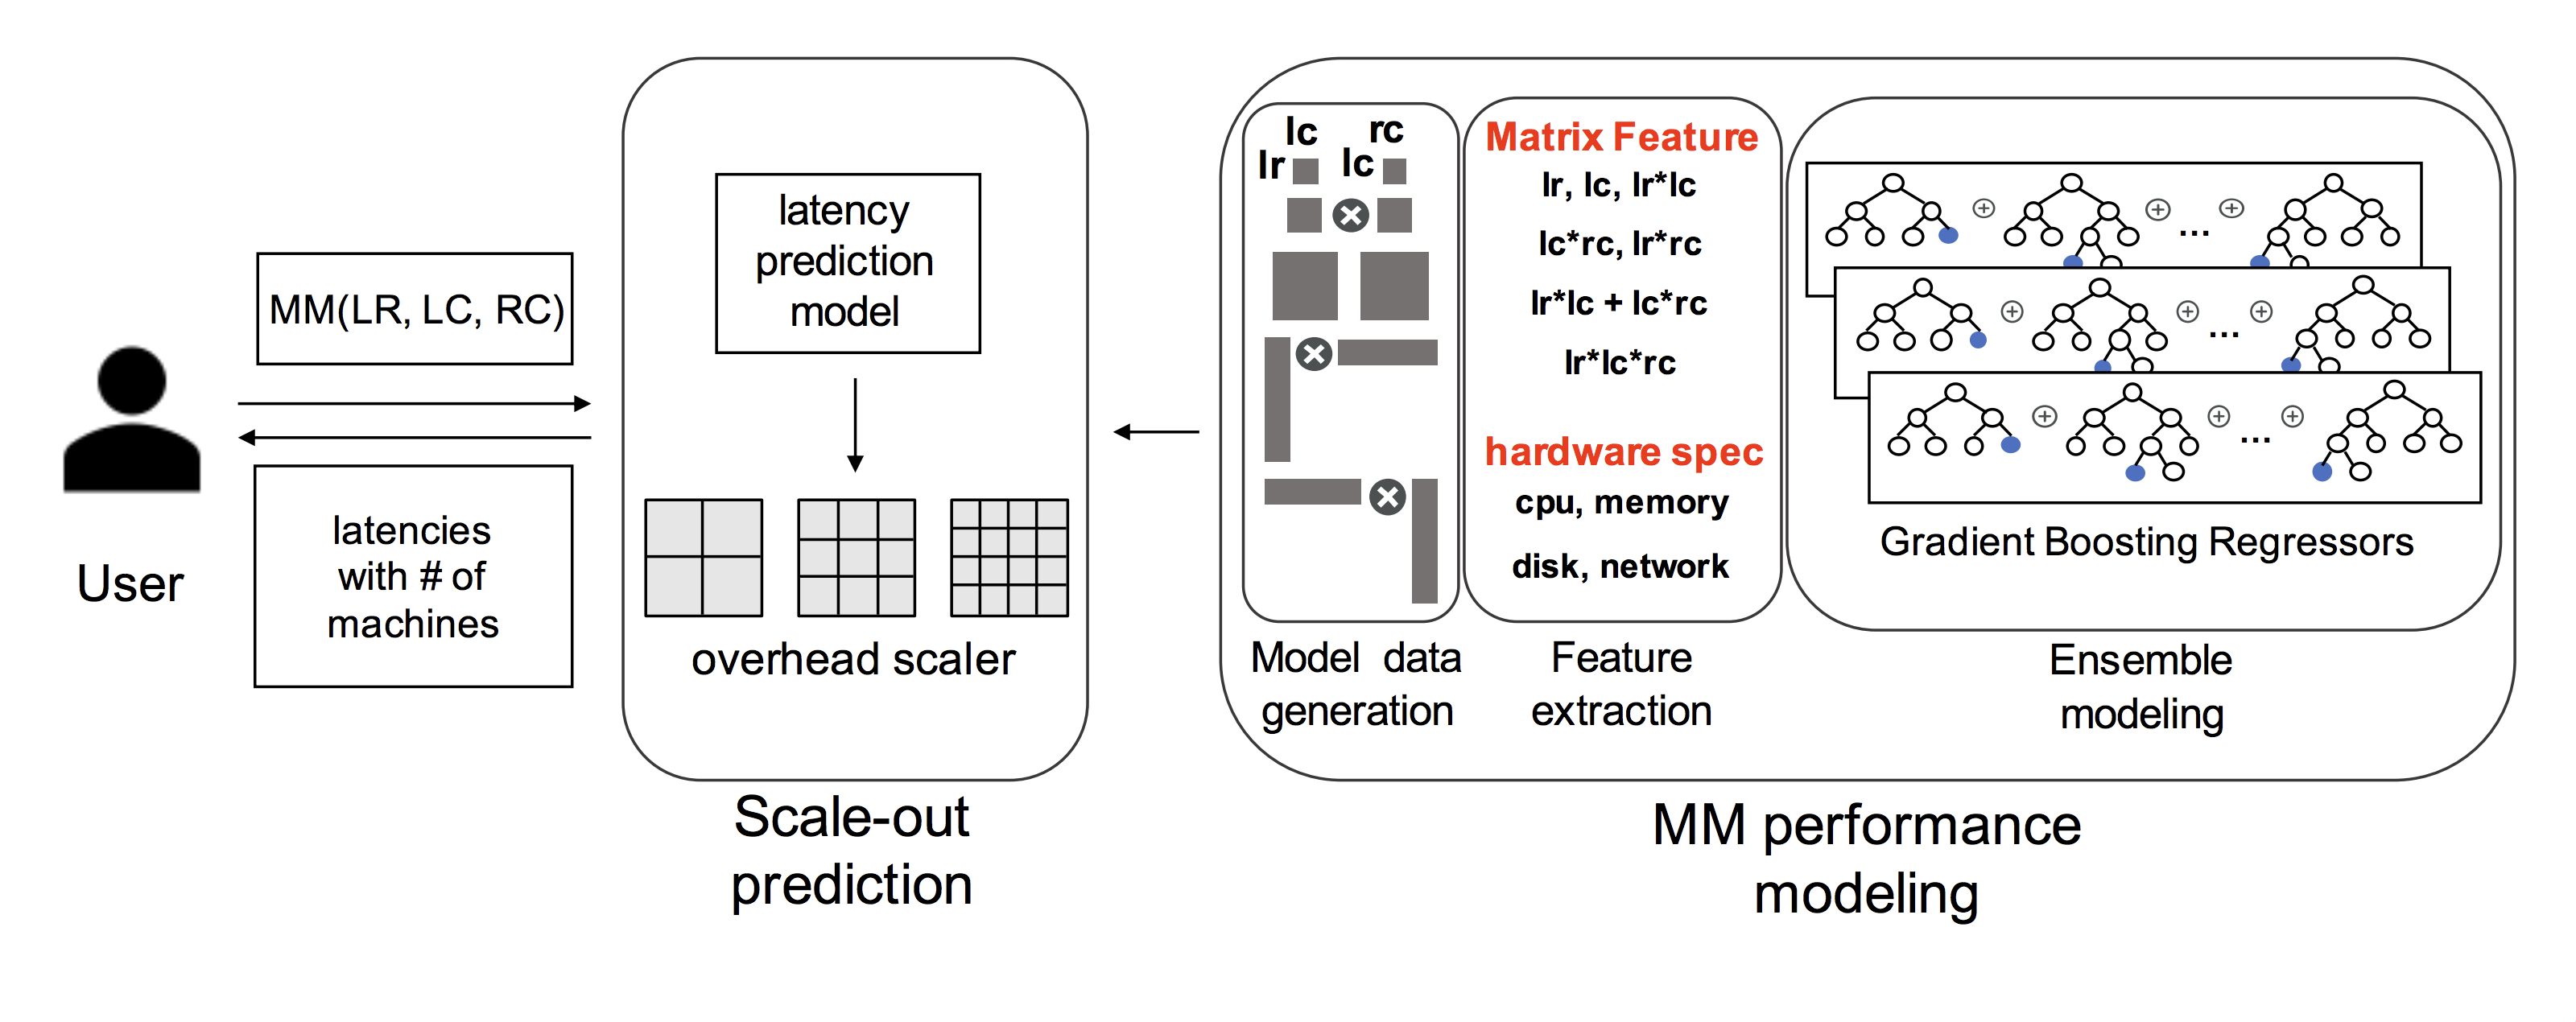 MM(LR, LC, RC)
User
latencies
with # of
machines
latency
prediction
model
overhead scaler
Scale-out
prediction
lc
rc
lr
lc
Model data
generation
Matrix Feature
lr, lc, lr*lc
lc*rc, lr*rc
lr*lc + lc*rc
lr*lc*rc
hardware spec
cpu, memory
disk, network
Feature
extraction
...
...
...
Gradient Boosting Regressors
Ensemble
modeling
MM performance
modeling